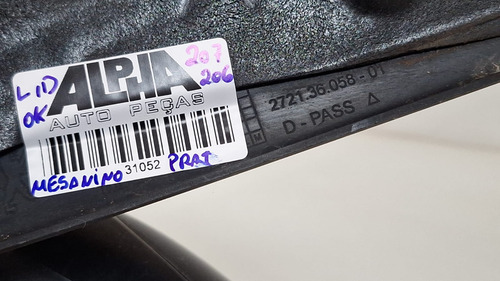 LID
OK
ALPHA
207
206
AUTO PEÇAS
31052
MESANINO
PRAT
2721.36.058-01
D-PASS